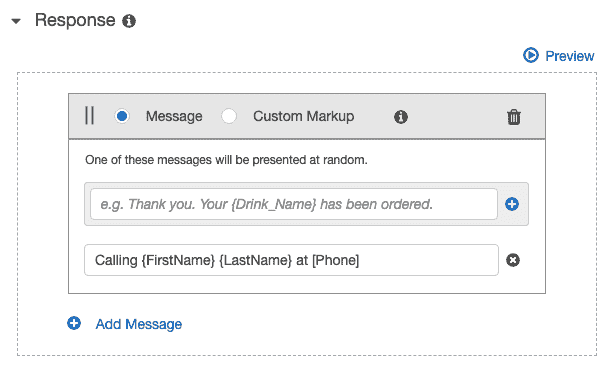 Response
Preview
Message Custom Markup
One of these messages will be presented at random.
e.g. Thank you. Your {Drink_Name} has been ordered.
Calling {FirstName} {LastName} at [Phone]
Add Message